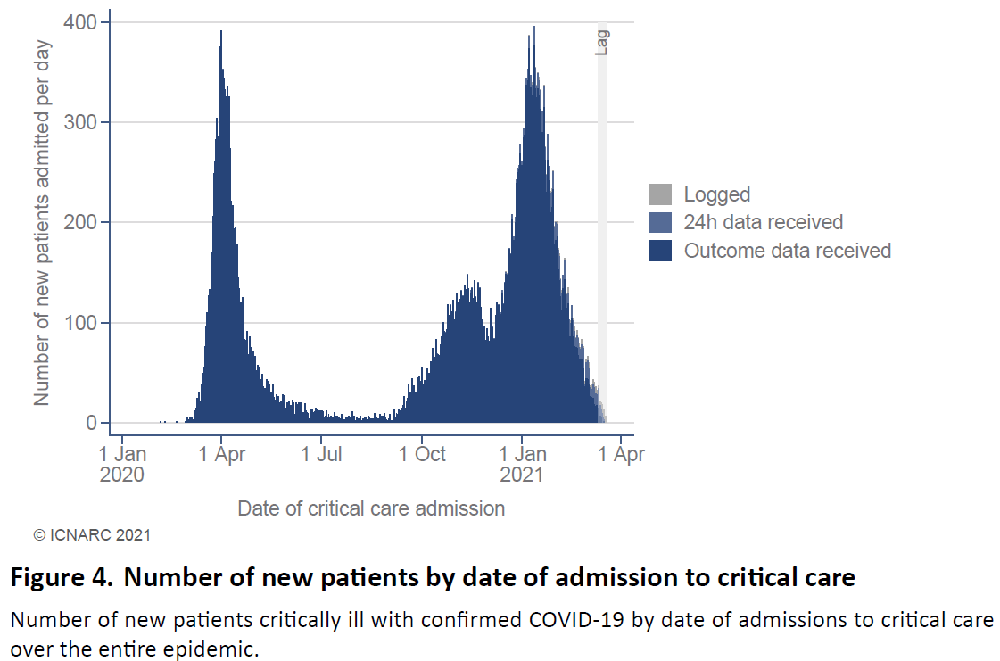 Number of new patients admitted per day
400
300
200
100
0
Lag
1 Jan
2020
1 Apr
1 Jul
1 Oct
1 Jan
2021
1 Apr
Date of critical care admission
Logged
24h data received
Outcome data received
© ICNARC 2021
Figure 4. Number of new patients by date of admission to critical care
Number of new patients critically ill with confirmed COVID-19 by date of admissions to critical care
over the entire epidemic.